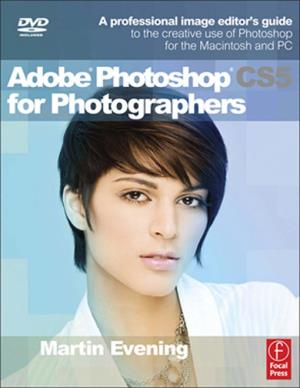 DVD
INCLUDED
A professional image editor's guide
to the creative use of Photoshop
for the Macintosh and PC
Adobe® Photoshop® CS5
for Photographers
Martin Evening
Focal
Press